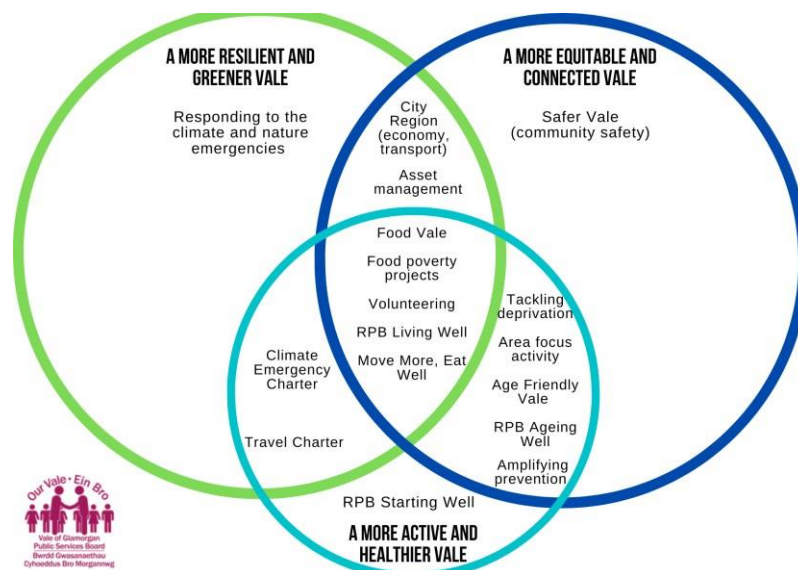 A MORE RESILIENT AND
GREENER VALE
Responding to the
climate and nature
emergencies
A MORE EQUITABLE AND
CONNECTED VALE
Safer Vale
(community safety)
City
Region
(economy,
transport)
Asset
management
Food Vale
Food poverty
projects
Volunteering
RPB Living Well
Move More, Eat
Well
Climate
Emergency
Charter
Travel Charter
Tackling
deprivation
Area focus
activity
Age Friendly
Vale
RPB Ageing
Well
Amplifying
prevention
RPB Starting Well
A MORE ACTIVE AND
HEALTHIER VALE
Our Vale • Ein Bro
Vale of Glamorgan
Public Services Board
Bwrdd Gwasanaethau
Cyhoeddus Bro Morgannwg